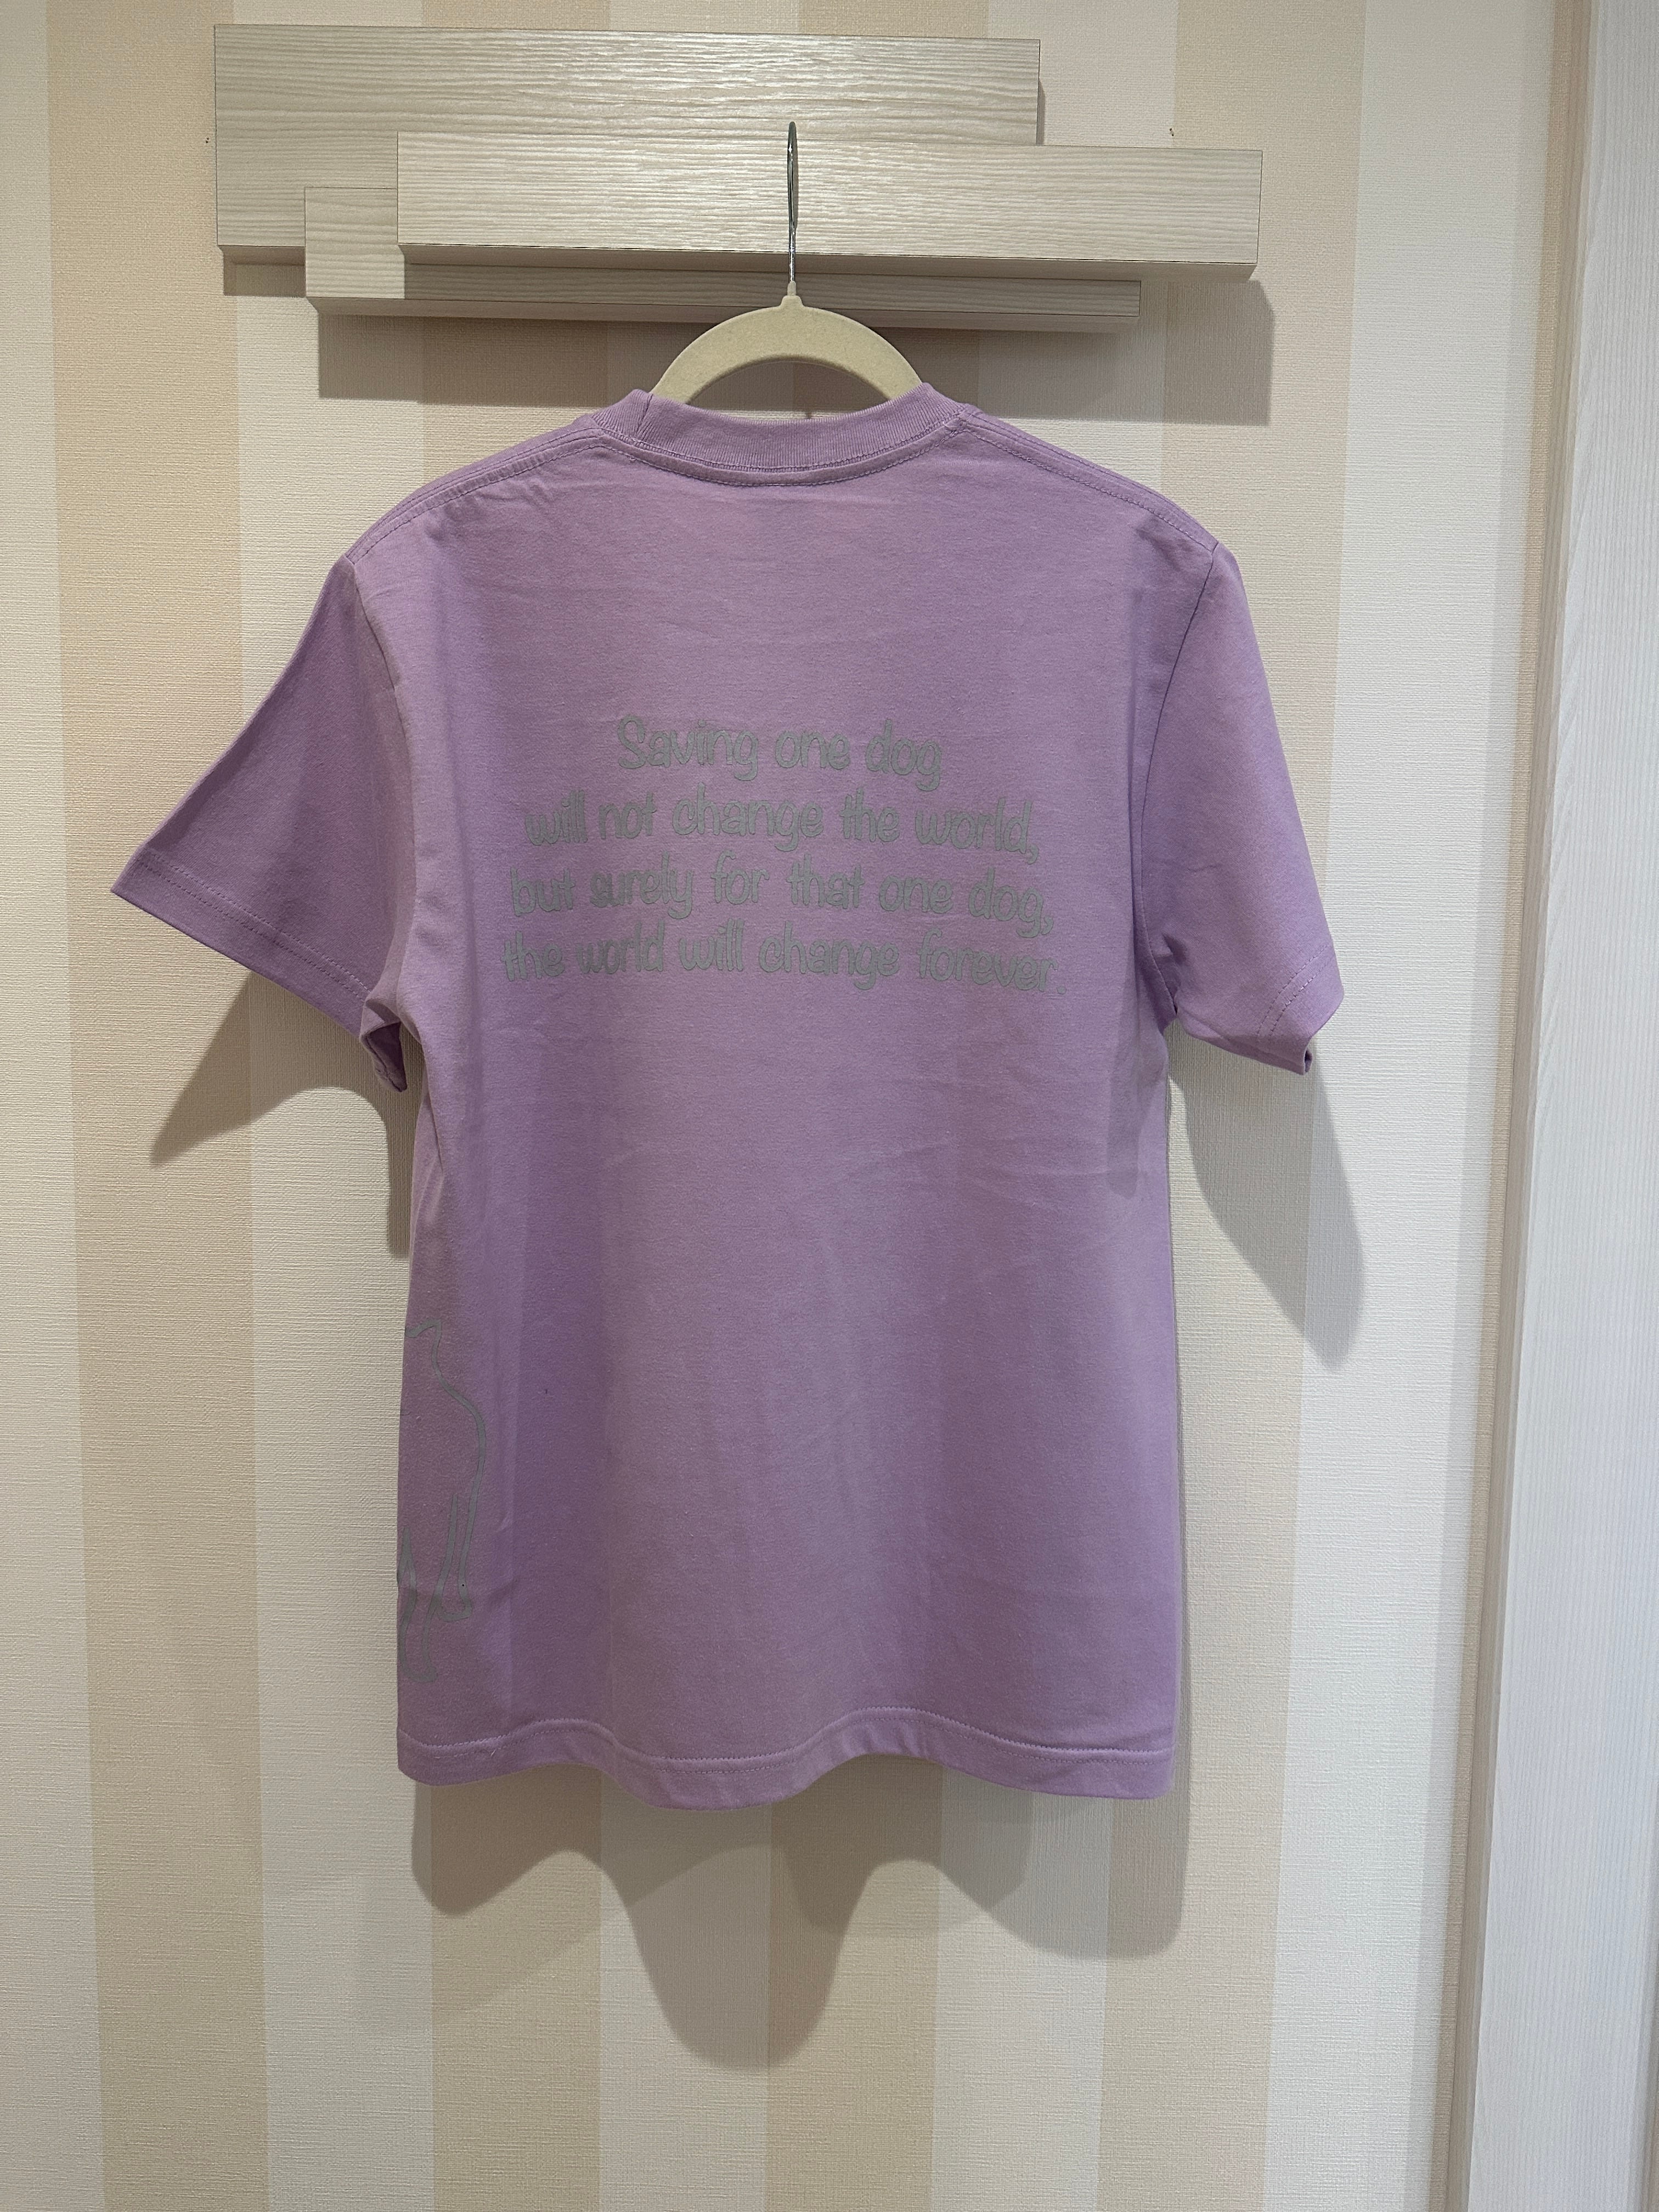 Saving one dog
will not change the world,
but surely for that one dog,
the world will change forever.